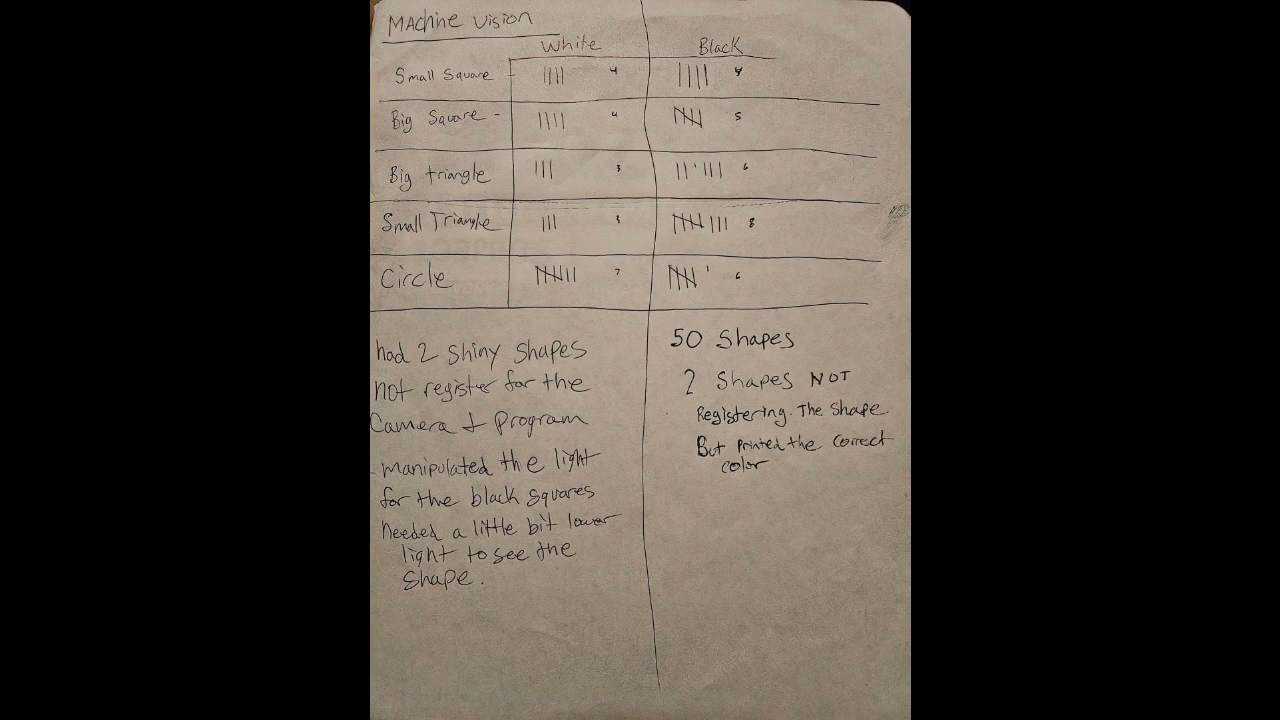 MAchine Vision
White Black
Small Square 4 4
Big Square - 4 5
Big triangle 3 6
Small Triangle 3 8
Circle 7 6
had 2 Shiny Shapes
not register for the
Camera & Program
- manipulated the light
for the black squares
needed a little bit lower
light to see the
Shape.
50 Shapes
2 Shapes NOT
Registering. The Shape
But printed the correct
color